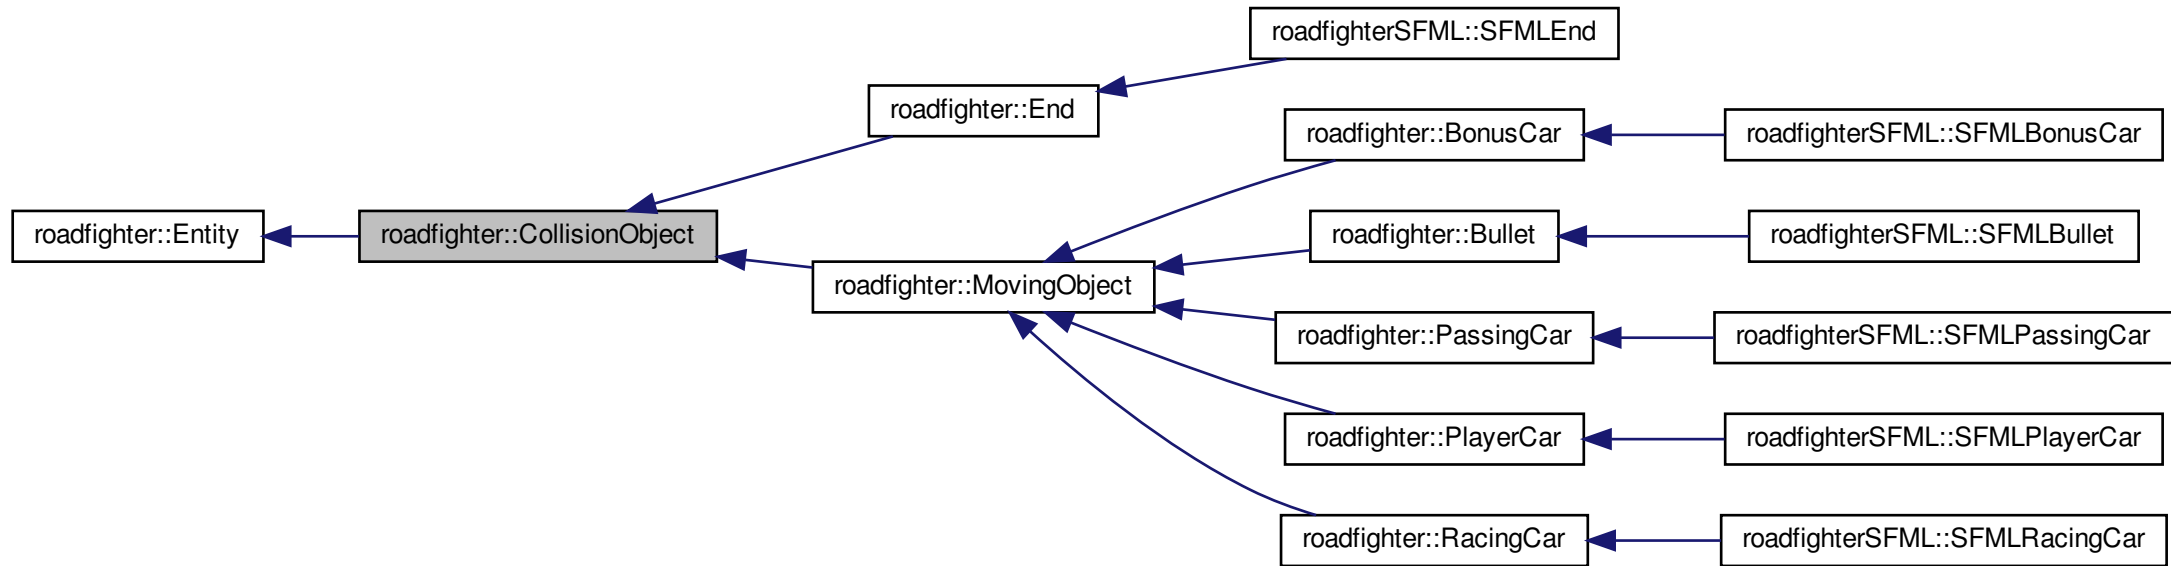 roadfighterSFML::SFMLEnd
roadfighter::End
roadfighter::BonusCar
roadfighterSFML::SFMLBonusCar
roadfighter::Entity
roadfighter::CollisionObject
roadfighter::Bullet
roadfighterSFML::SFMLBullet
roadfighter::MovingObject
roadfighter::PassingCar
roadfighterSFML::SFMLPassingCar
roadfighter::PlayerCar
roadfighterSFML::SFMLPlayerCar
roadfighter::RacingCar
roadfighterSFML::SFMLRacingCar